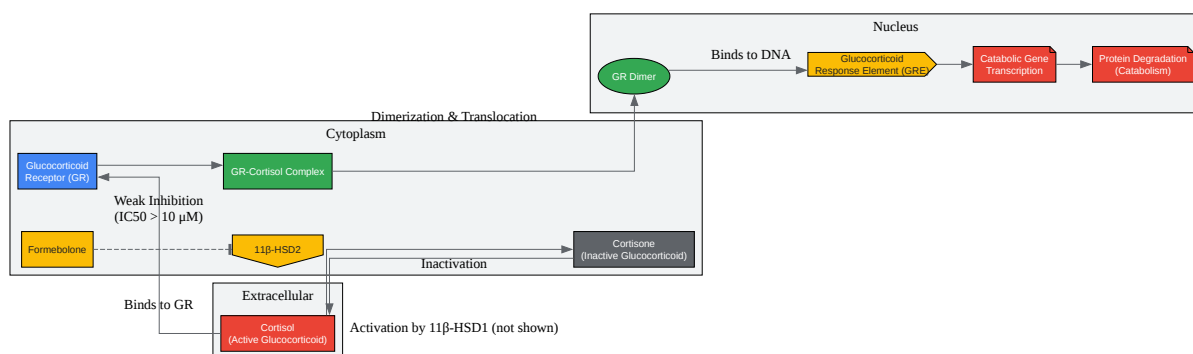 Nucleus
Binds to DNA
GR Dimer
Glucocorticoid
Response Element (GRE)
Catabolic Gene
Transcription
Protein Degradation
(Catabolism)
Dimerization & Translocation
Cytoplasm
Glucocorticoid
Receptor (GR)
GR-Cortisol Complex
Weak Inhibition
(IC50 > 10 μM)
Formebolone
11β-HSD2
Cortisone
(Inactive Glucocorticoid)
Inactivation
Extracellular
Binds to GR
Cortisol
(Active Glucocorticoid)
Activation by 11β-HSD1 (not shown)